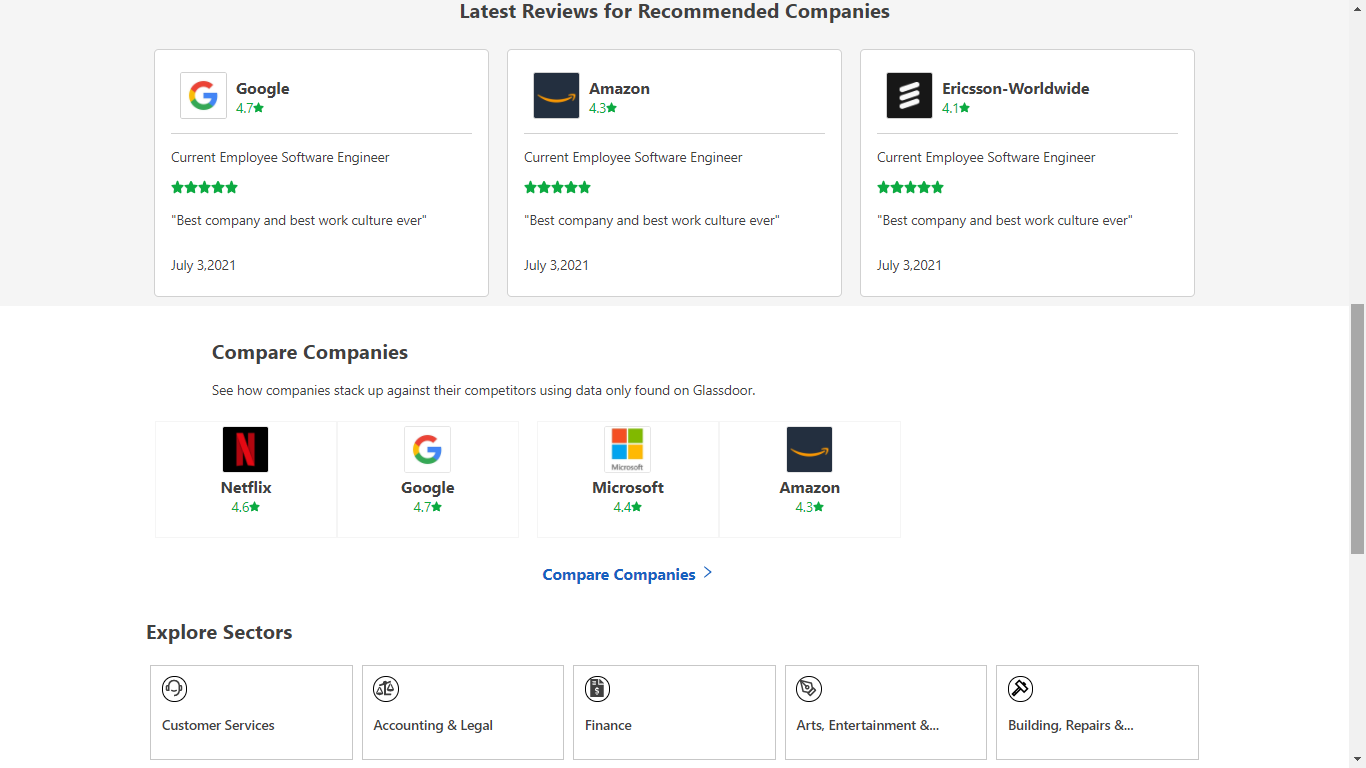 Latest Reviews for Recommended Companies
Google
4.7
Current Employee Software Engineer
"Best company and best work culture ever"
July 3,2021
Amazon
4.3
Current Employee Software Engineer
"Best company and best work culture ever"
July 3,2021
Ericsson-Worldwide
4.1
Current Employee Software Engineer
"Best company and best work culture ever"
July 3,2021
Compare Companies
See how companies stack up against their competitors using data only found on Glassdoor.
Netflix
4.6
Google
4.7
Microsoft
Microsoft
4.4
Amazon
4.3
Compare Companies
Explore Sectors
Customer Services
Accounting & Legal
Finance
Arts, Entertainment &...
Building, Repairs &...